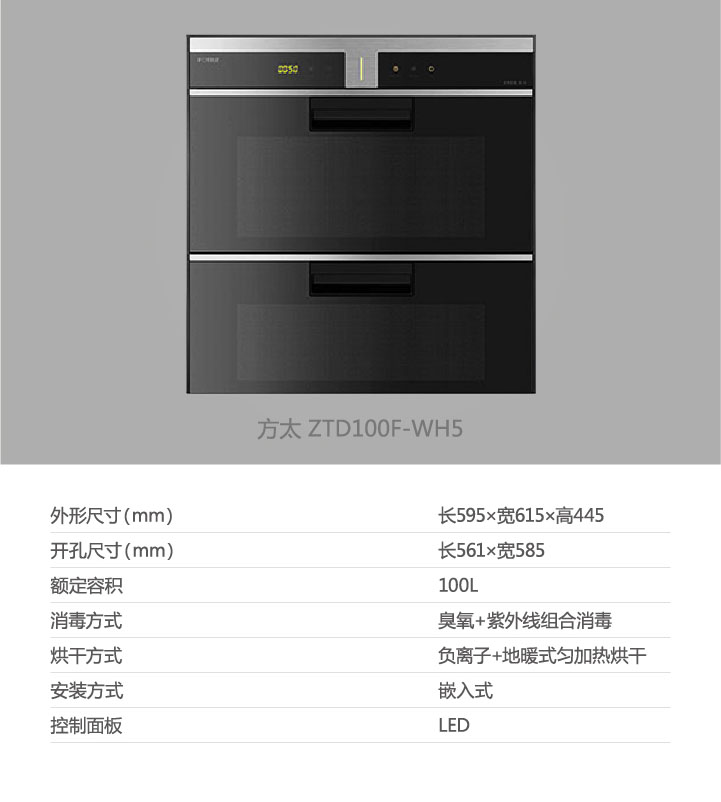 0050
方太 ZTD100F-WH5
外形尺寸(mm) 长595×宽615×高445
开孔尺寸(mm) 长561×宽585
额定容积 100L
消毒方式 臭氧+紫外线组合消毒
烘干方式 负离子+地暖式匀加热烘干
安装方式 嵌入式
控制面板 LED